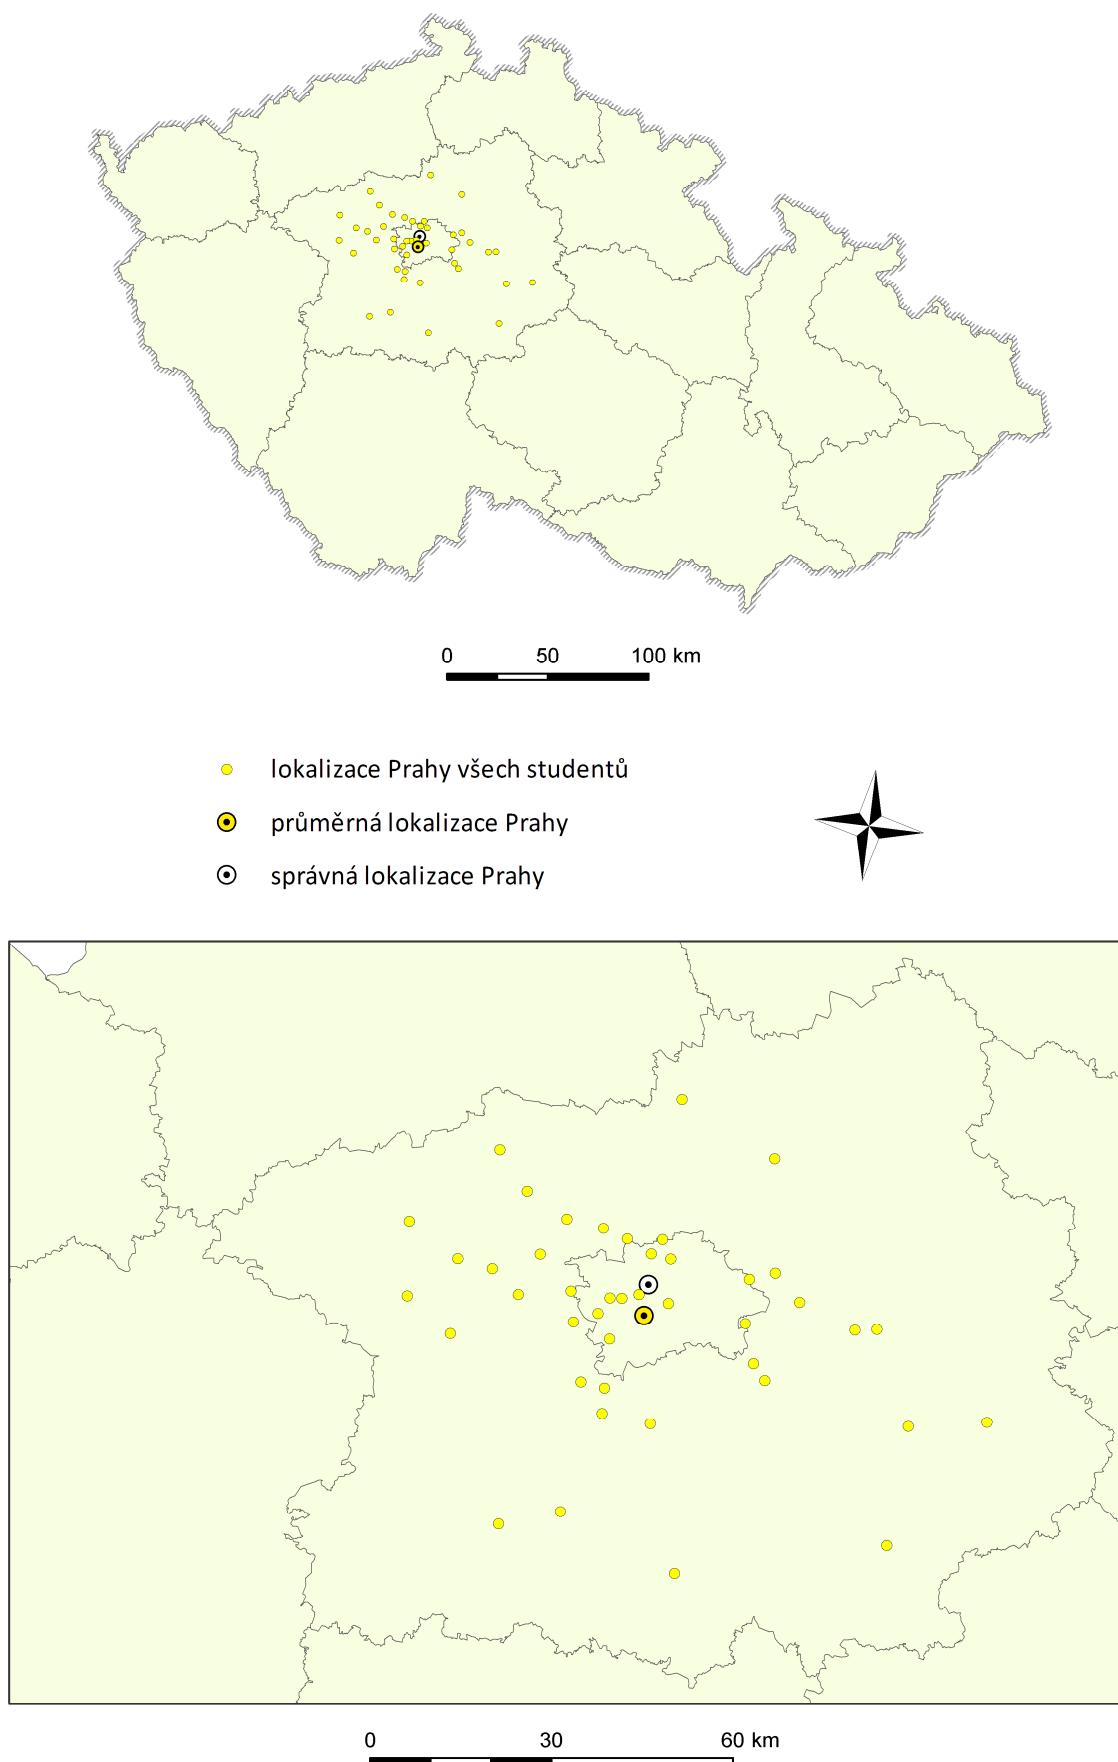 0 50 100 km
lokalizace Prahy všech studentů
průměrná lokalizace Prahy
správná lokalizace Prahy
0 30 60 km